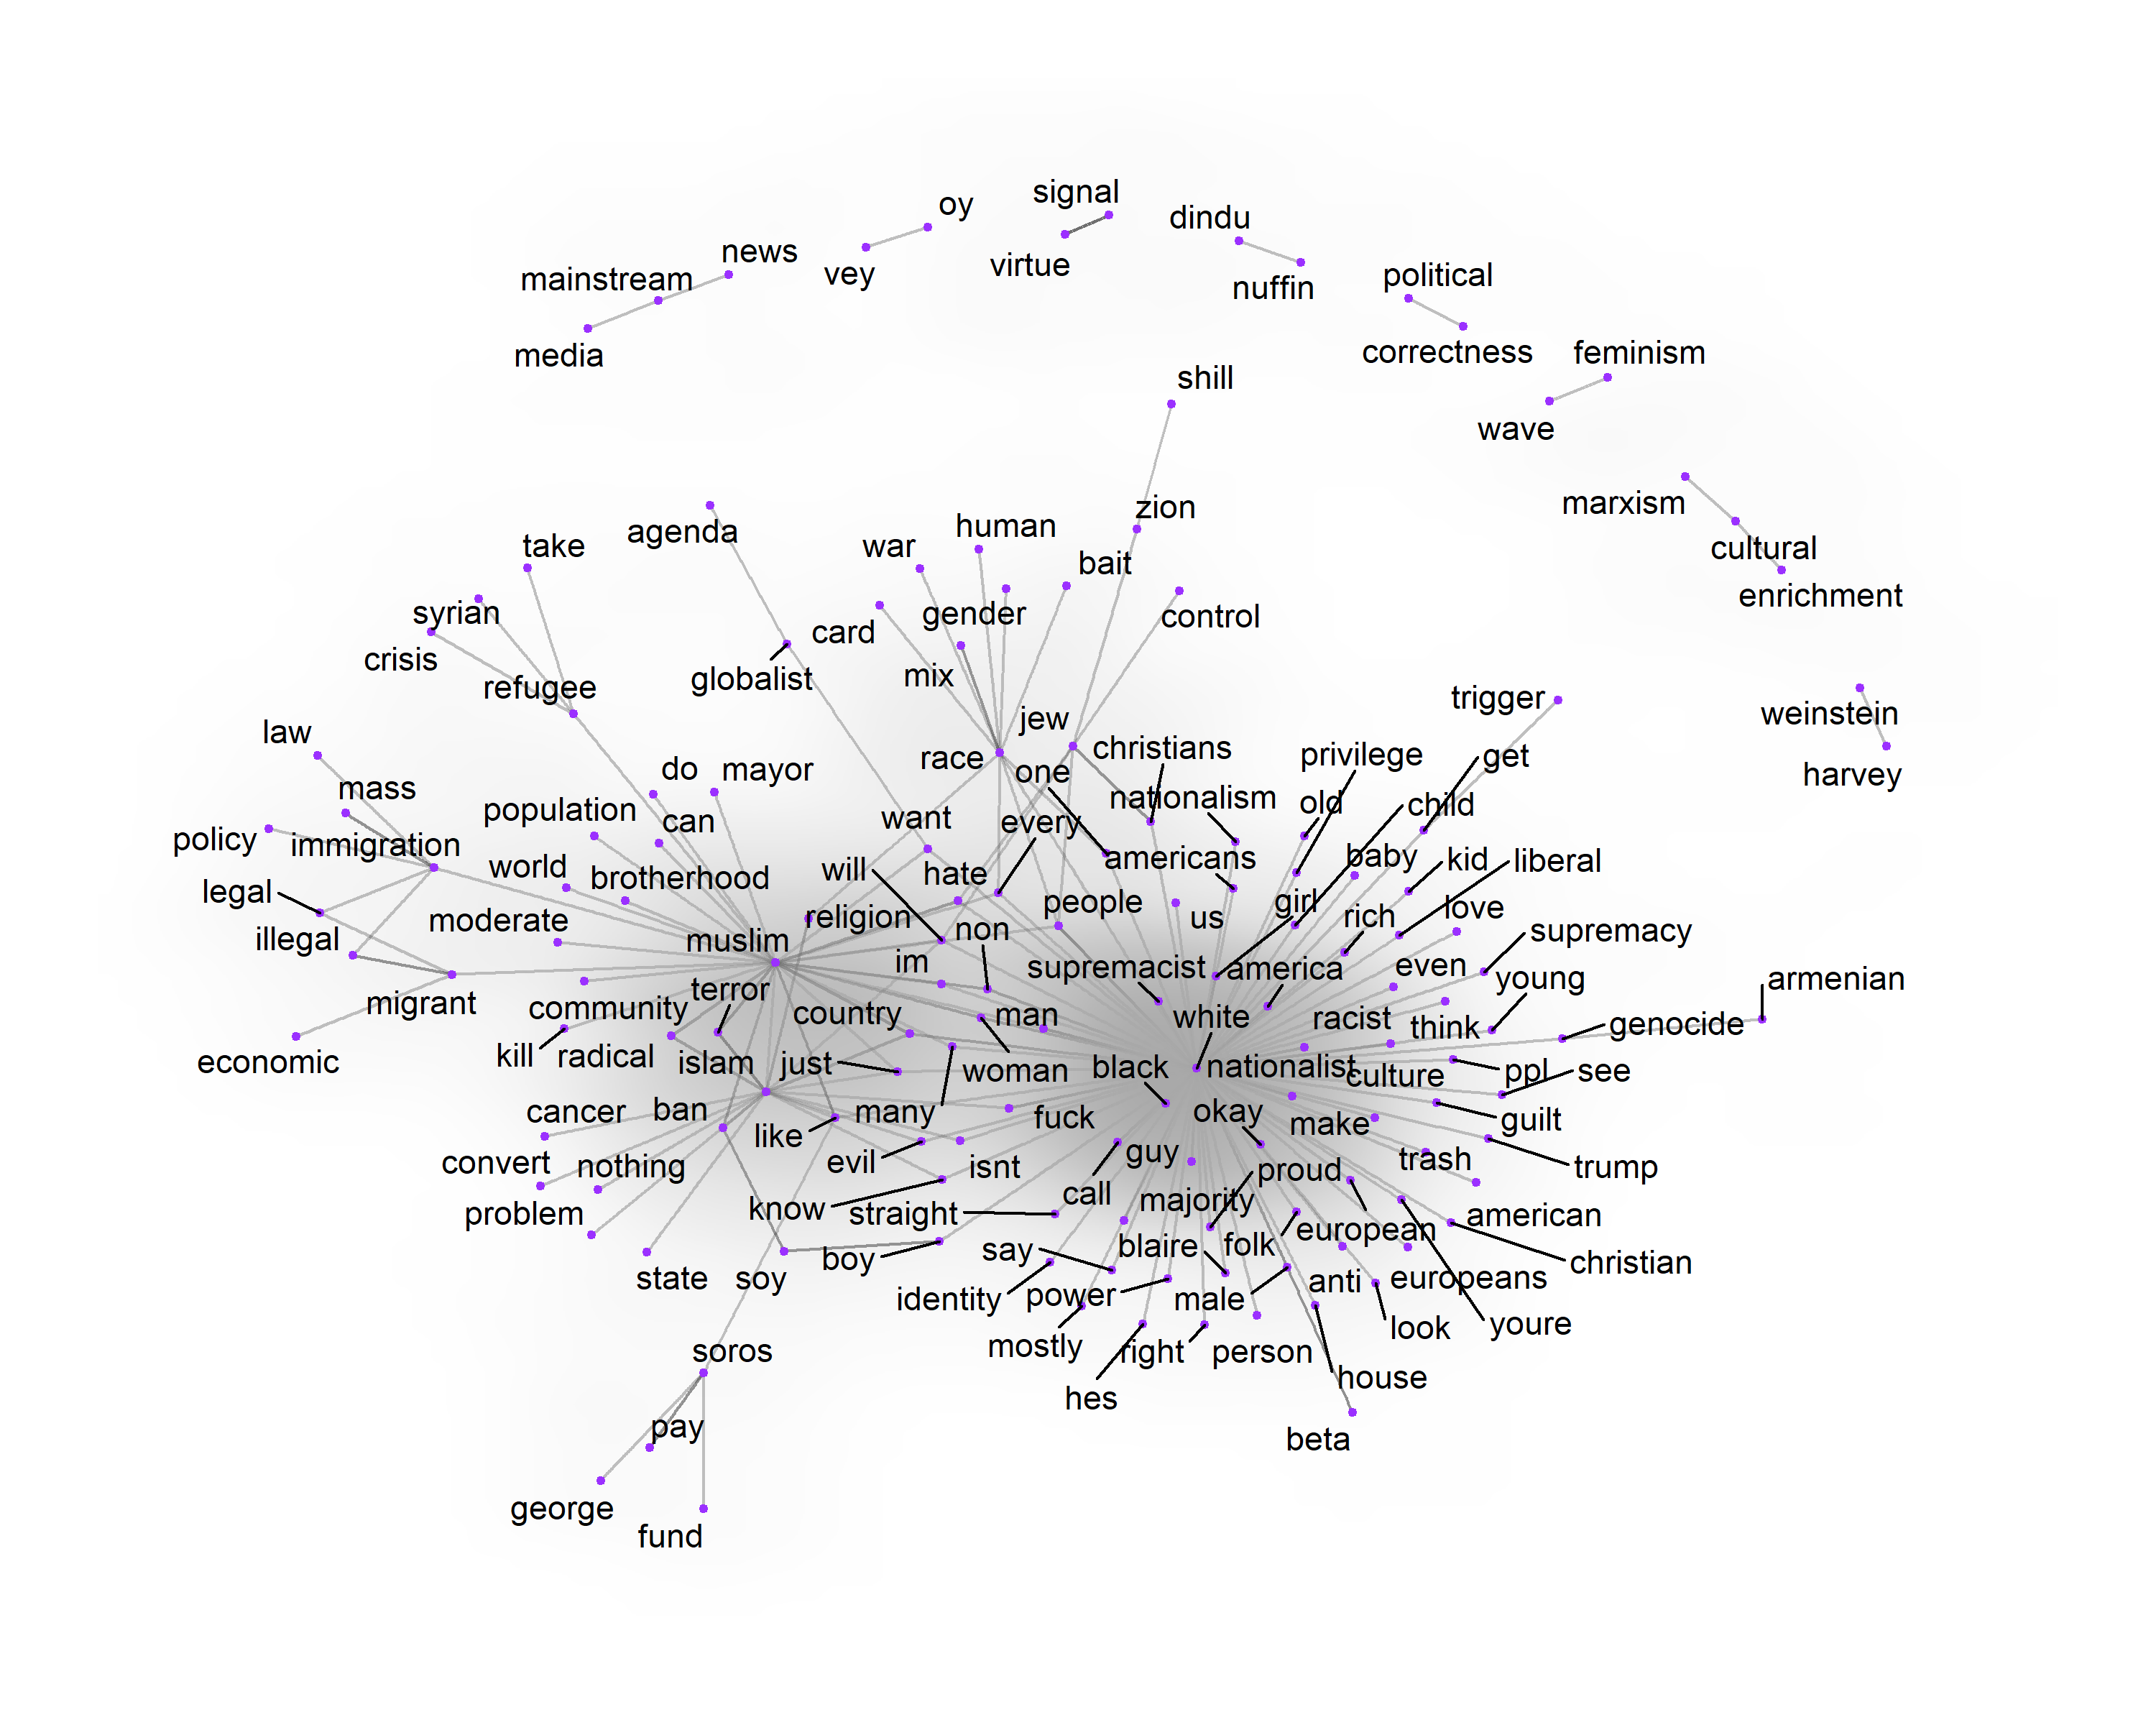 signal
oy
dindu
news
virtue
vey
mainstream
political
nuffin
media
correctness
feminism
shill
wave
marxism
zion
human
agenda
take
war
cultural
bait
enrichment
syrian
gender
control
card
crisis
mix
globalist
refugee
trigger
weinstein
jew
law
race
christians
privilege
get
do
mayor
one
harvey
mass
nationalism
old
child
population
can
want
every
policy
immigration
americans
baby
kid
liberal
world
will
hate
brotherhood
legal
people
girl
love
religion
us
rich
moderate
non
supremacy
illegal
muslim
im
supremacist
america
even
young
armenian
terror
migrant
community
country
man
white
racist
think
genocide
kill
radical
islam
just
woman
black
nationalist
culture
ppl
see
economic
cancer
ban
many
fuck
okay
make
guilt
like
guy
convert
nothing
evil
isnt
proud
trash
trump
call
majority
problem
know
straight
american
folk
european
say
blaire
boy
christian
state
soy
anti
europeans
identity
power
male
youre
look
mostly
right
person
soros
house
hes
pay
beta
george
fund